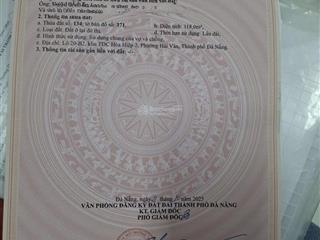 2. Thông tin thửa đất:
a. Thửa đất số: 134; tờ bản đồ số: 371 b. Diện tích: 118,0m².
c. Loại đất: Đất ở tại đô thị. d. Thời hạn sử dụng: Lâu dài.
đ. Hình thức sử dụng: Sử dụng chung của vợ và chồng.
e. Địa chỉ: Lô 20-B2, khu TĐC Hòa Hiệp 3, Phường Hải Vân, Thành phố Đà Nẵng.
3. Thông tin tài sản gắn liền với đất: -/-.
Đà Nẵng, 2025
VĂN PHÒNG ĐĂNG KÝ ĐẤT ĐAI THÀNH PHỐ ĐÀ NẴNG
KT. GIÁM ĐỐC
PHÓ GIÁM ĐỐC